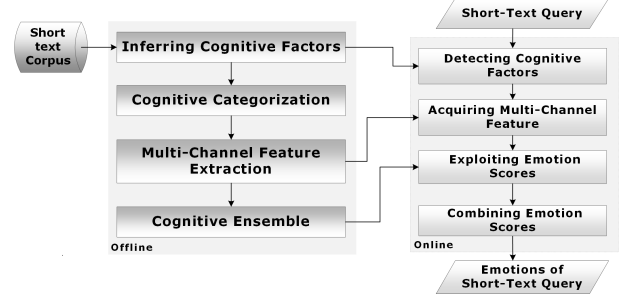 Short
text
Corpus
Inferring Cognitive Factors
Cognitive Categorization
Multi-Channel Feature
Extraction
Cognitive Ensemble
Offline
Short-Text Query
Detecting Cognitive
Factors
Acquiring Multi-Channel
Feature
Exploiting Emotion
Scores
Combining Emotion
Scores
Online
Emotions of
Short-Text Query